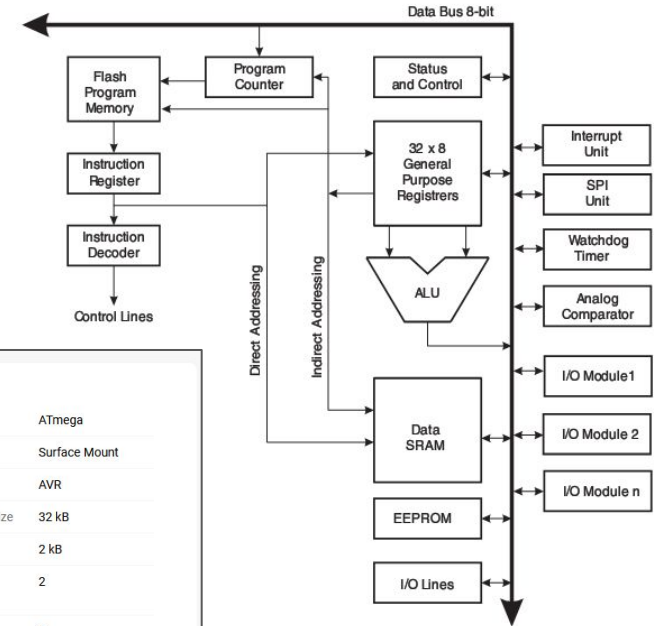 Data Bus 8-bit
Flash
Program
Memory
Program
Counter
Status
and Control
32 x 8
General
Purpose
Registrers
Interrupt
Unit
Instruction
Register
SPI
Unit
Instruction
Decoder
Watchdog
Timer
ALU
Analog
Comparator
Control Lines
Direct Addressing
Indirect Addressing
I/O Module1
Data
SRAM
I/O Module 2
I/O Module n
EEPROM
I/O Lines
ATmega
Surface Mount
AVR
ze 32 kB
2 kB
2